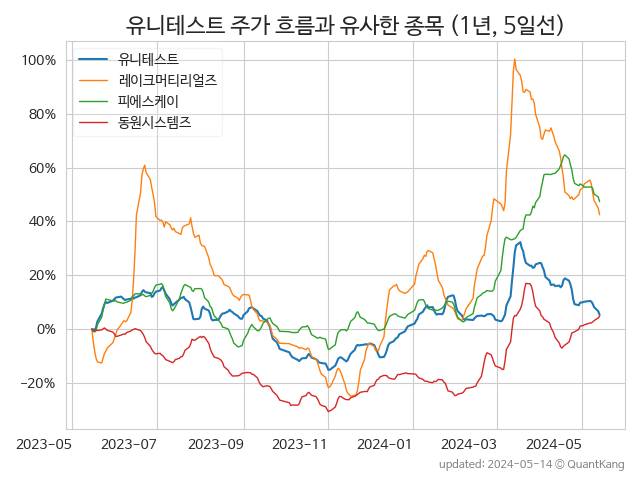 유니테스트 주가 흐름과 유사한 종목 (1년, 5일선)
유니테스트
레이크머티리얼즈
피에스케이
동원시스템즈
100%
80%
60%
40%
20%
0%
−20%
2023-05 2023-07 2023-09 2023-11 2024-01 2024-03 2024-05
updated: 2024-05-14 © QuantKang